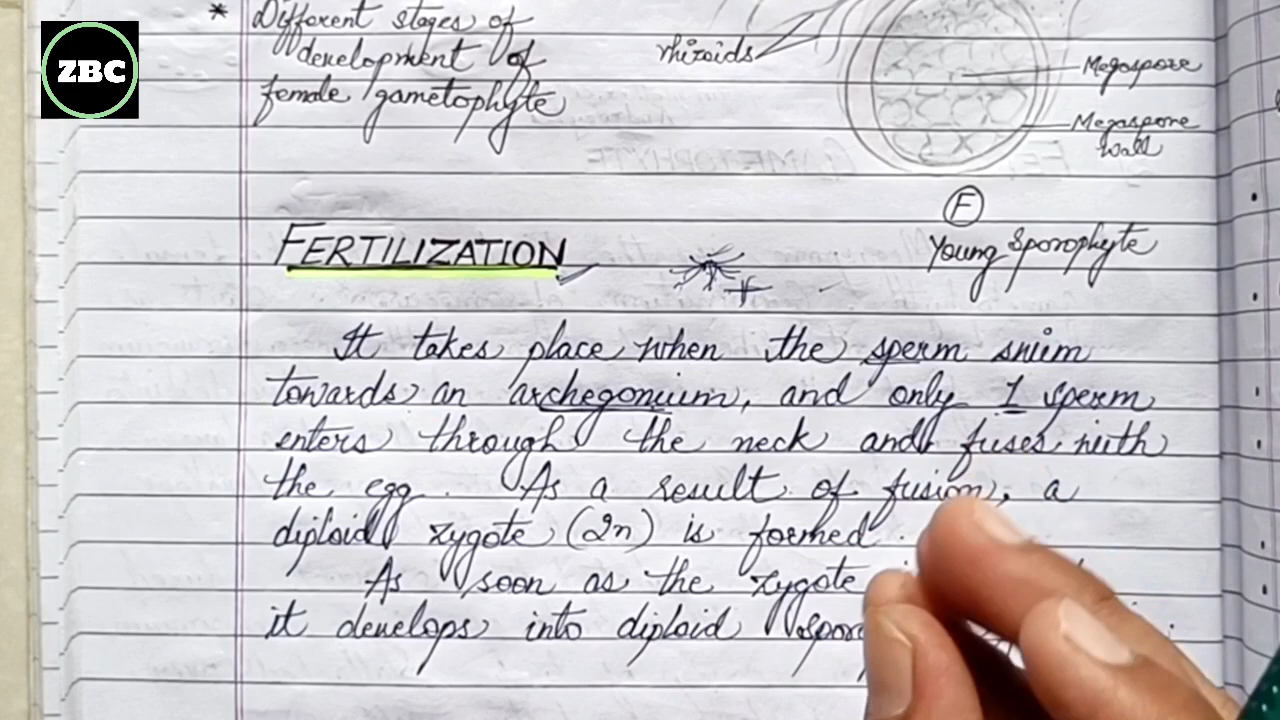 ZBC
* Different stages of
development of
female gametophyte
rhizoids
Megaspore
Megaspore
wall
F
Young Sporophyte
FERTILIZATION
It takes place when the sperm swim
towards an archegonium, and only 1 sperm
enters through the neck and fuses with
the egg. As a result of fusion, a
diploid zygote (2n) is formed.
As soon as the zygote
it develops into diploid